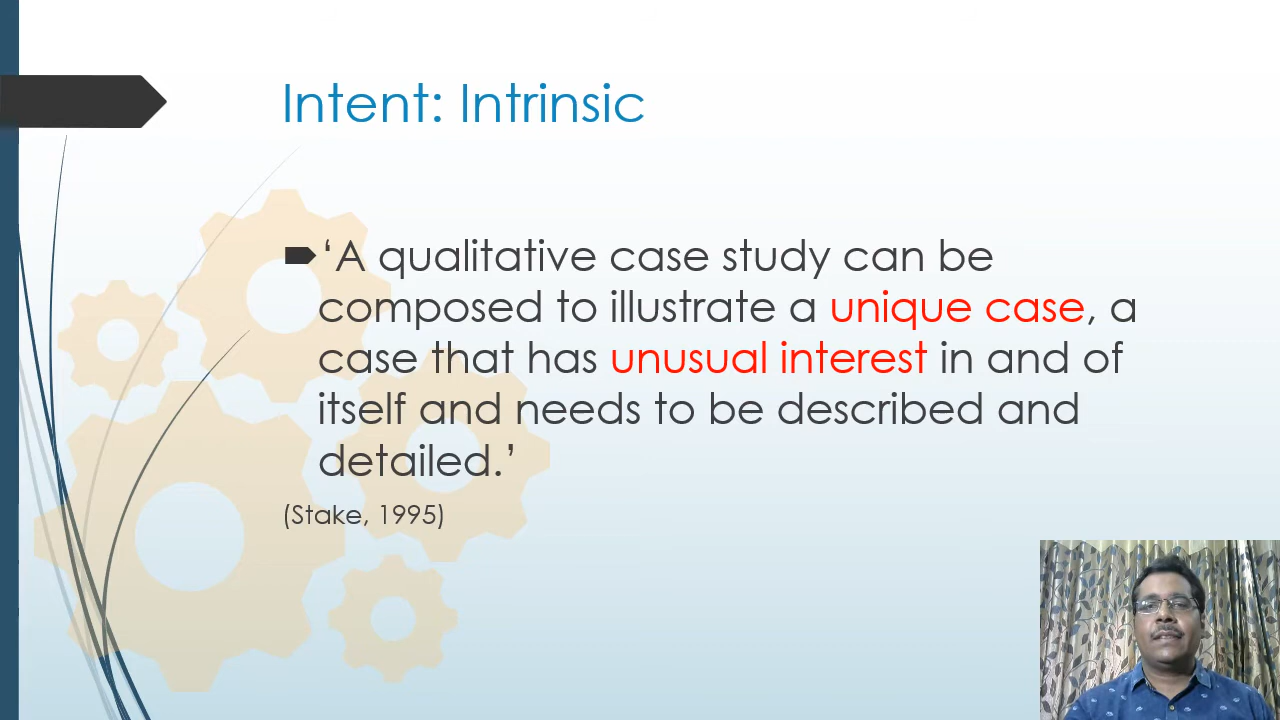 Intent: Intrinsic
‘A qualitative case study can be
composed to illustrate a unique case, a
case that has unusual interest in and of
itself and needs to be described and
detailed.’
(Stake, 1995)